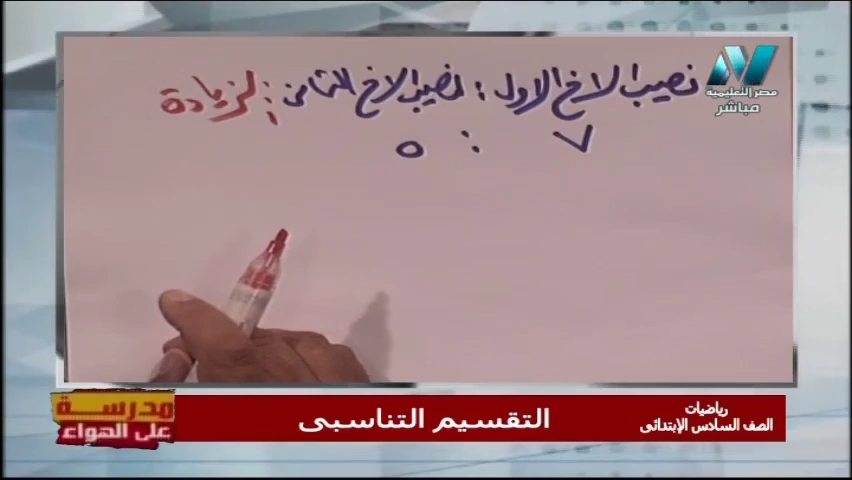 نصيب الاخ الاول : نصيب الاخ الثانى : الزيادة
٧ : ٥
مصر التعليمية
مباشر
مدرسة
على الهواء
التقسيم التناسبى
رياضيات
الصف السادس الإبتدائى